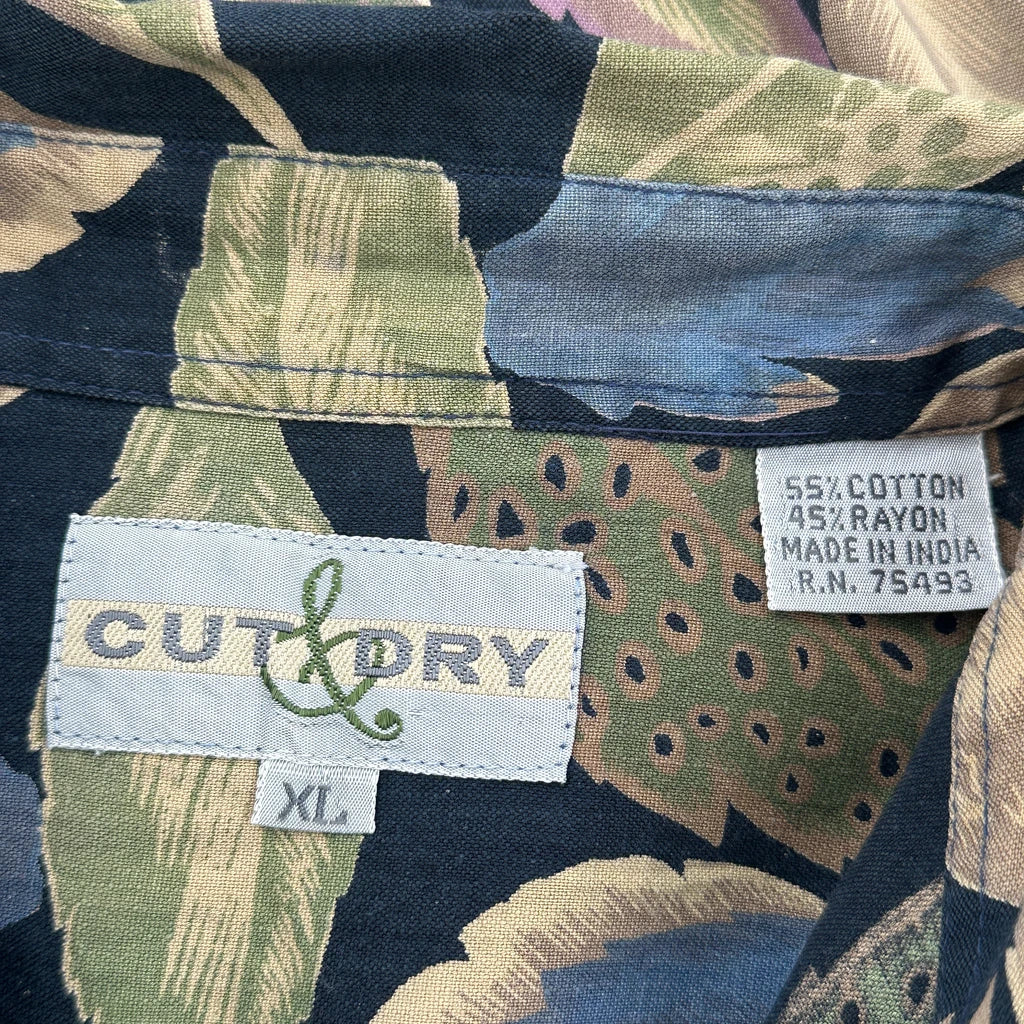 CUT & DRY
XL
55% COTTON
45% RAYON
MADE IN INDIA
R.N. 75493